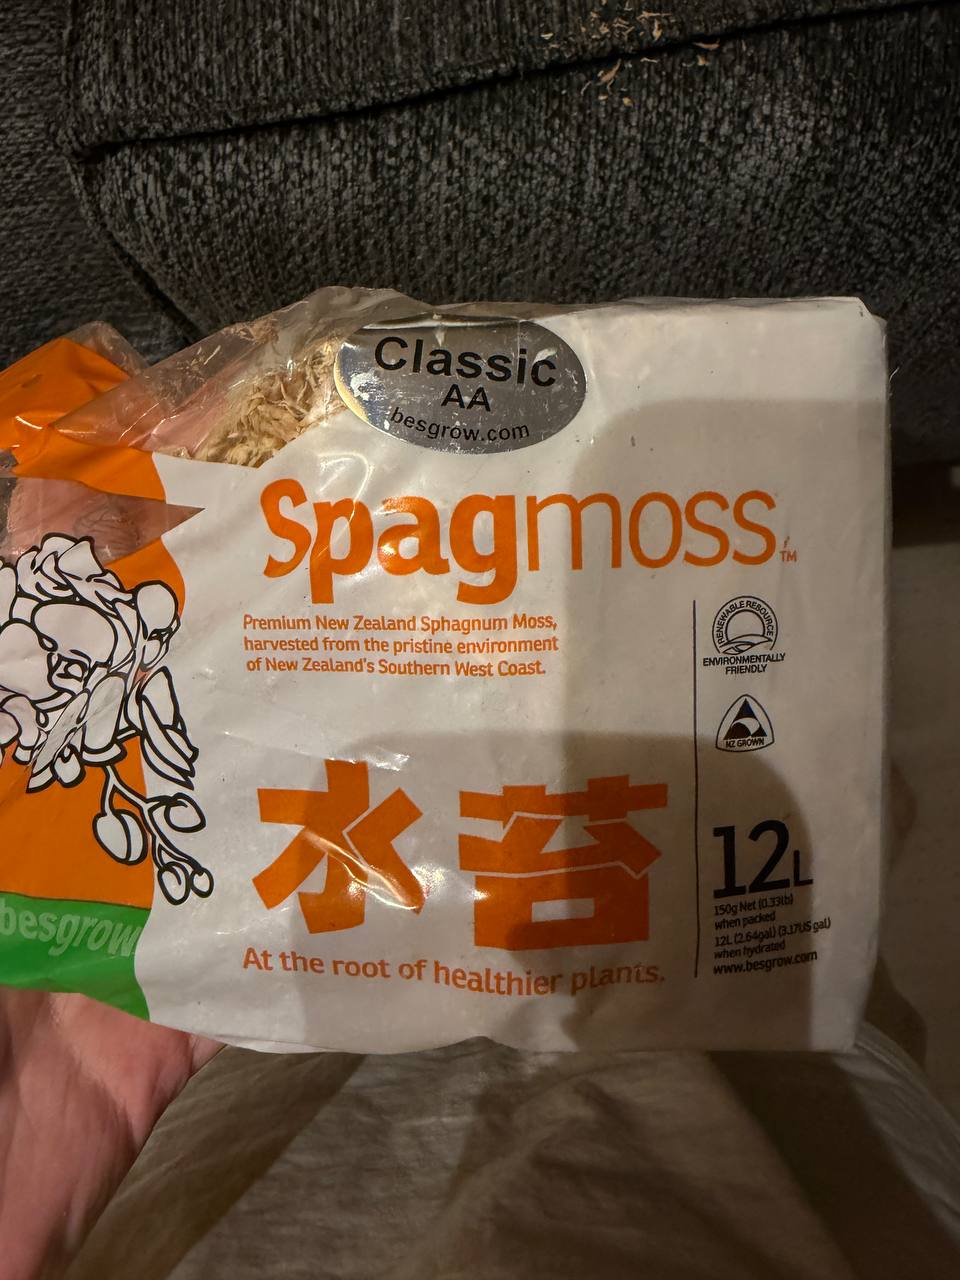 Classic
AA
besgrow.com
Spagmoss™
Premium New Zealand Sphagnum Moss,
harvested from the pristine environment
of New Zealand's Southern West Coast.
水苔
At the root of healthier plants.
besgrow
RENEWABLE RESOURCE
ENVIRONMENTALLY
FRIENDLY
NZ GROWN
12L
150g Net (0.33lb)
when packed
12L (2.64gal) (3.17US gal)
when hydrated
www.besgrow.com